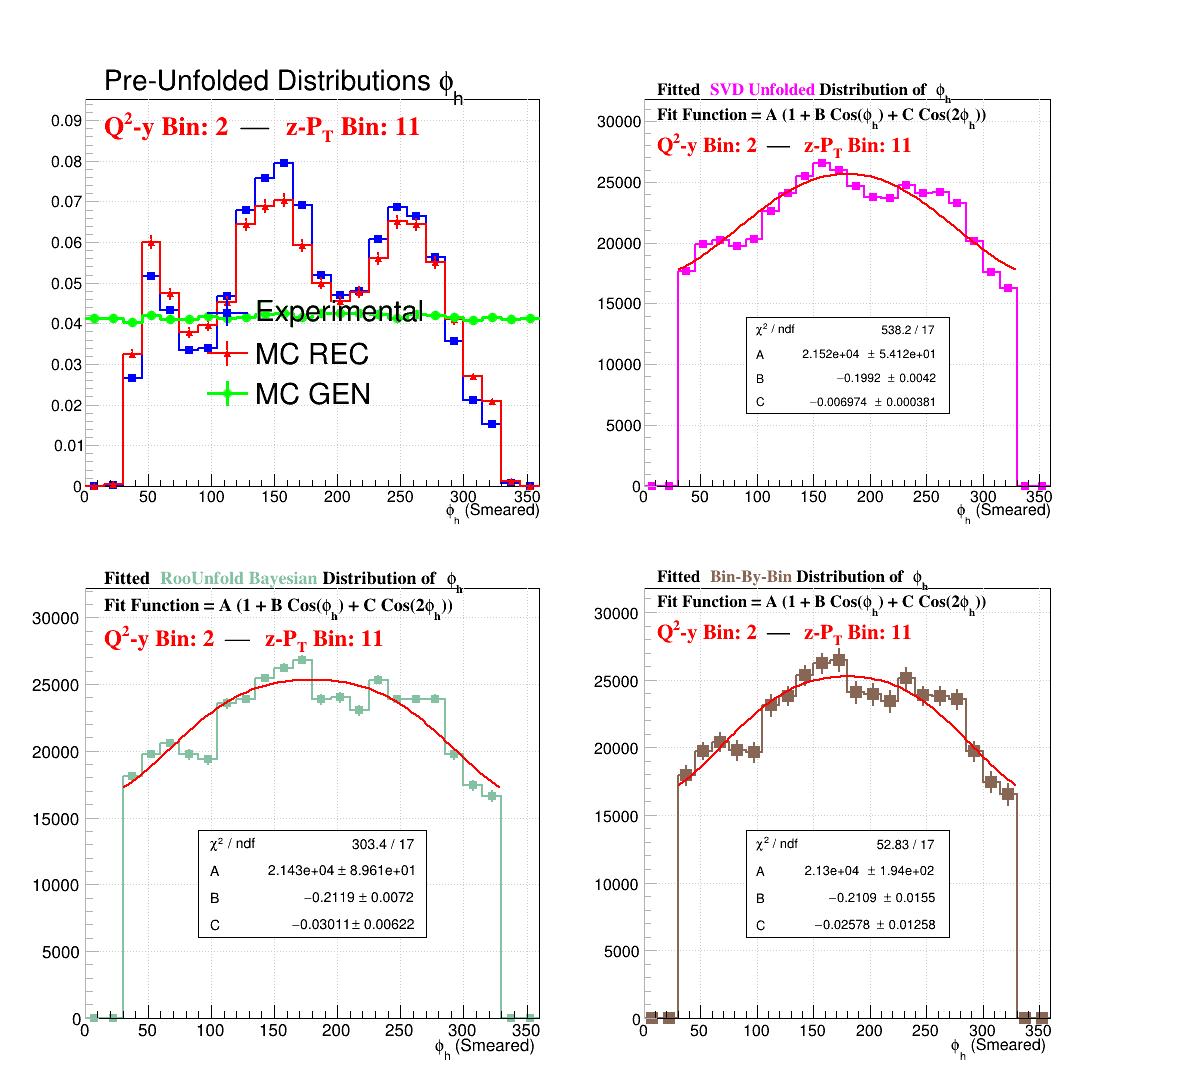 Pre-Unfolded Distributions ϕh
Q²-y Bin: 2 — z-PT Bin: 11
0.09
0.08
0.07
0.06
0.05
0.04
0.03
0.02
0.01
0
Experimental
MC REC
MC GEN
0 50 100 150 200 250 300 350
ϕh (Smeared)
Fitted SVD Unfolded Distribution of ϕh
Fit Function = A (1 + B Cos(ϕh) + C Cos(2ϕh))
Q²-y Bin: 2 — z-PT Bin: 11
30000
25000
20000
15000
10000
5000
0
χ² / ndf 538.2 / 17
A 2.152e+04 ± 5.412e+01
B −0.1992 ± 0.0042
C −0.006974 ± 0.000381
0 50 100 150 200 250 300 350
ϕh (Smeared)
Fitted RooUnfold Bayesian Distribution of ϕh
Fit Function = A (1 + B Cos(ϕh) + C Cos(2ϕh))
Q²-y Bin: 2 — z-PT Bin: 11
30000
25000
20000
15000
10000
5000
0
χ² / ndf 303.4 / 17
A 2.143e+04 ± 8.961e+01
B −0.2119 ± 0.0072
C −0.03011 ± 0.00622
0 50 100 150 200 250 300 350
ϕh (Smeared)
Fitted Bin-By-Bin Distribution of ϕh
Fit Function = A (1 + B Cos(ϕh) + C Cos(2ϕh))
Q²-y Bin: 2 — z-PT Bin: 11
30000
25000
20000
15000
10000
5000
0
χ² / ndf 52.83 / 17
A 2.13e+04 ± 1.94e+02
B −0.2109 ± 0.0155
C −0.02578 ± 0.01258
0 50 100 150 200 250 300 350
ϕh (Smeared)